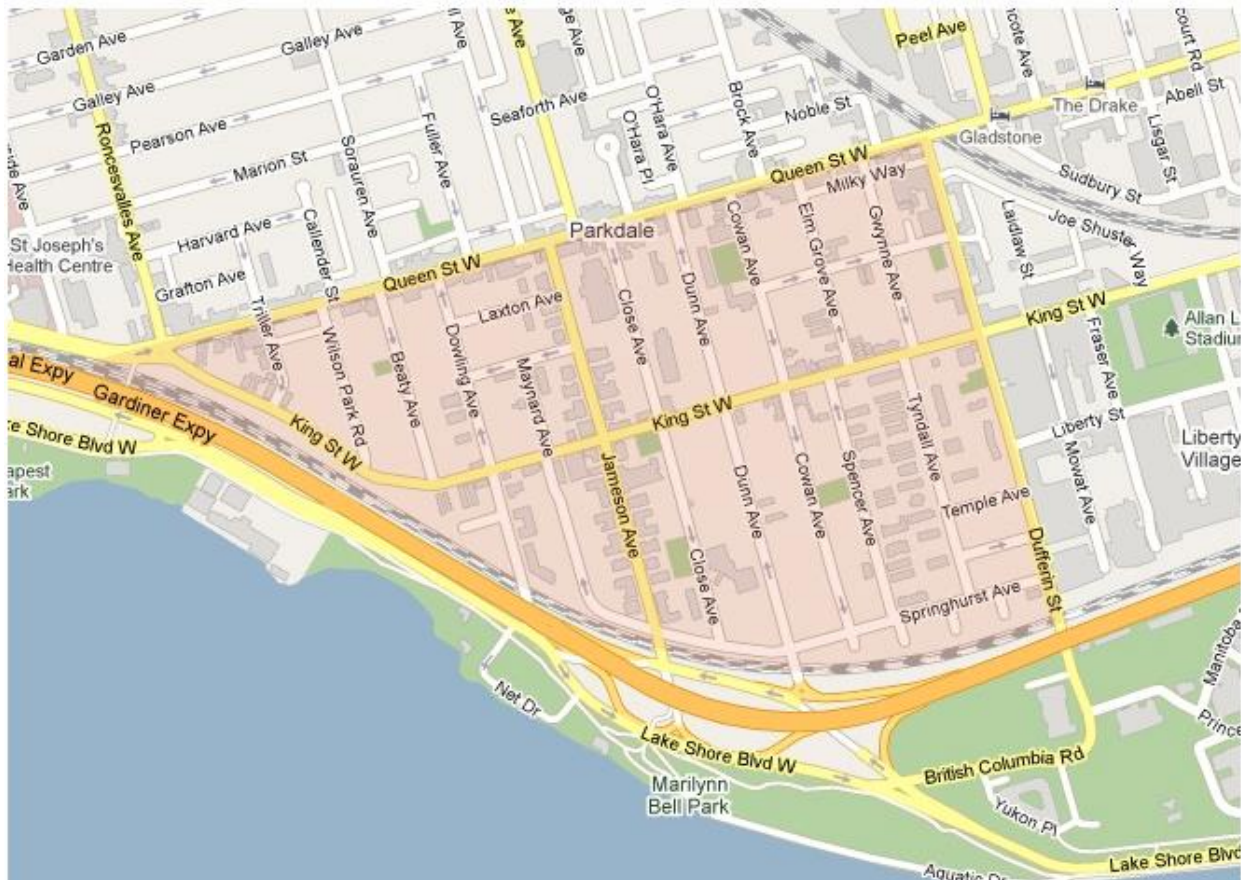 Garden Ave
Galley Ave
Galley Ave
Pearson Ave
Marion St
Harvard Ave
Grafton Ave
Roncesvalles Ave
St Joseph's
Health Centre
Sorauren Ave
Callender St
Fuller Ave
Seaforth Ave
O'Hara Pl
O'Hara Ave
Brock Ave
Noble St
Peel Ave
Gladstone
The Drake
Abell St
Lisgar St
Sudbury St
Joe Shuster Way
Laidlaw St
Queen St W
Milky Way
Parkdale
Queen St W
Triller Ave
Wilson Park Rd
Beaty Ave
Dowling Ave
Laxton Ave
Maynard Ave
Close Ave
Dunn Ave
Cowan Ave
Elm Grove Ave
Gwynne Ave
King St W
Allan L
Stadiu
Fraser Ave
Liberty St
Liberty
Village
Mowat Ave
King St W
King St W
Jameson Ave
Close Ave
Dunn Ave
Cowan Ave
Spencer Ave
Tyndall Ave
Temple Ave
Springhurst Ave
Dufferin St
al Expy
Gardiner Expy
ke Shore Blvd W
apest
ark
Net Dr
Lake Shore Blvd W
Marilynn
Bell Park
British Columbia Rd
Yukon Pl
Manitoba
Prince
Lake Shore Blvd
Aquatic Dr